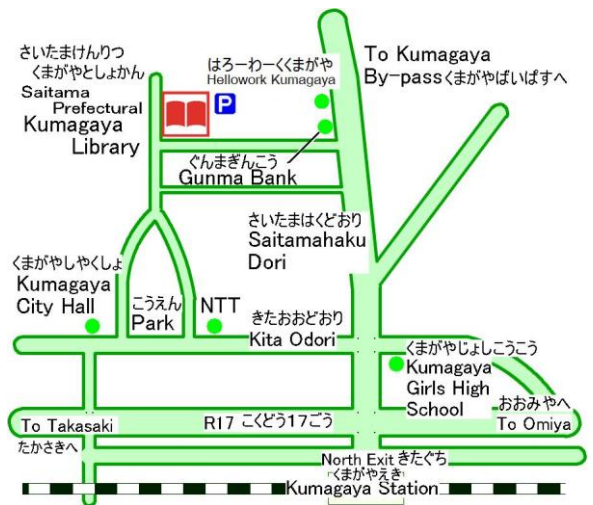 さいたまけんりつ
くまがやとしょかん
Saitama
Prefectural
Kumagaya
Library
P
はろーわーくくまがや
Hellowork Kumagaya
To Kumagaya
By-passくまがやばいぱすへ
ぐんまぎんこう
Gunma Bank
さいたまはくどおり
Saitamahaku
Dori
くまがやしやくしょ
Kumagaya
City Hall
こうえん
Park
NTT
きたおおどおり
Kita Odori
くまがやじょしこうこう
Kumagaya
Girls High
School
おおみやへ
To Omiya
To Takasaki
たかさきへ
R17 こくどう17ごう
North Exit きたぐち
くまがやえき
Kumagaya Station